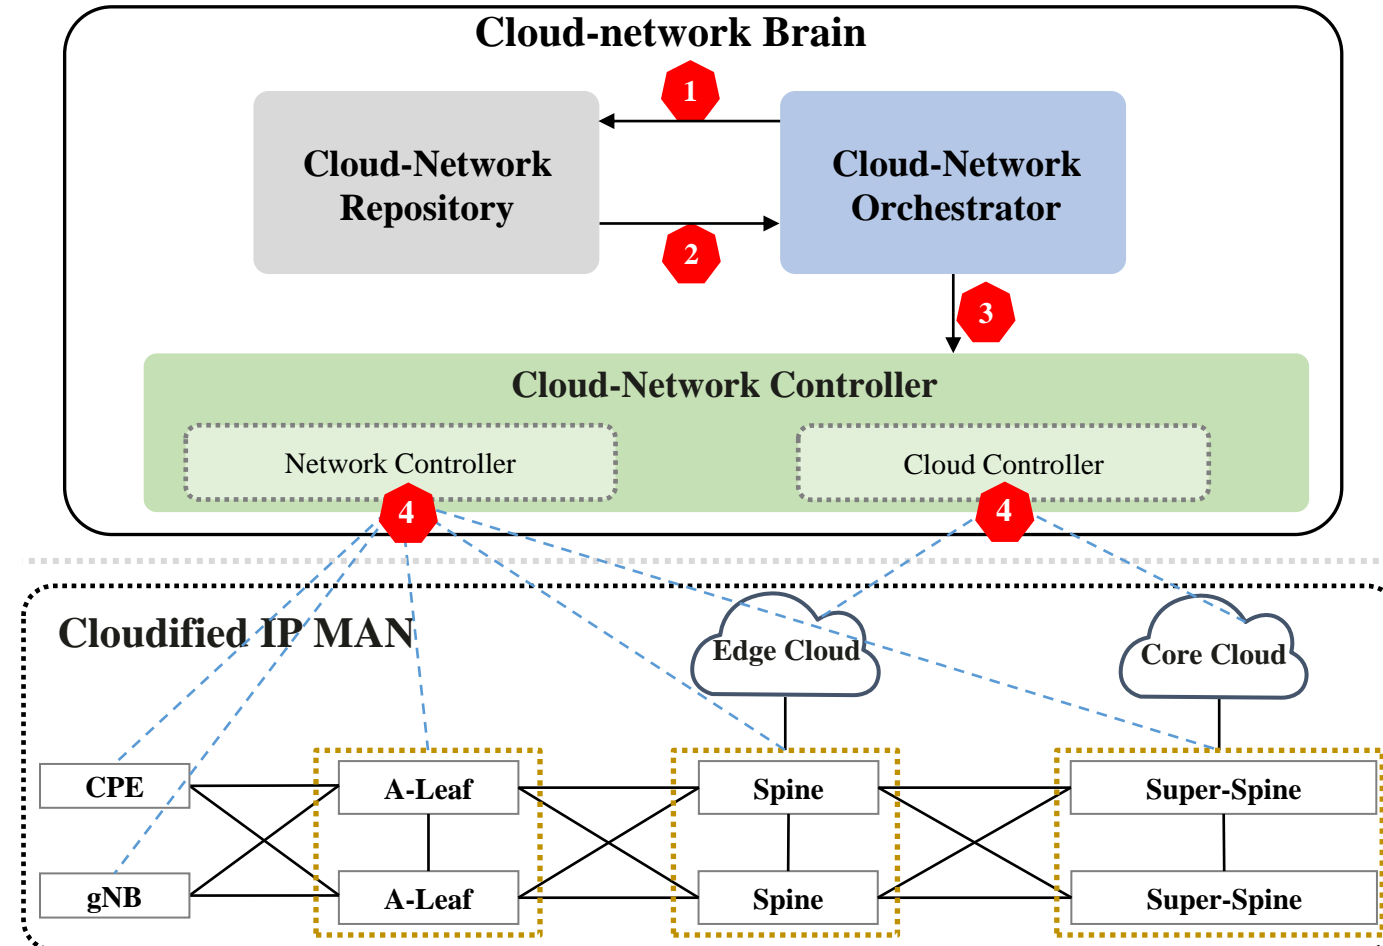 Cloud-network Brain
1
Cloud-Network
Repository
Cloud-Network
Orchestrator
2
3
Cloud-Network Controller
Network Controller
Cloud Controller
4
4
Cloudified IP MAN
Edge Cloud
Core Cloud
CPE
A-Leaf
Spine
Super-Spine
gNB
A-Leaf
Spine
Super-Spine